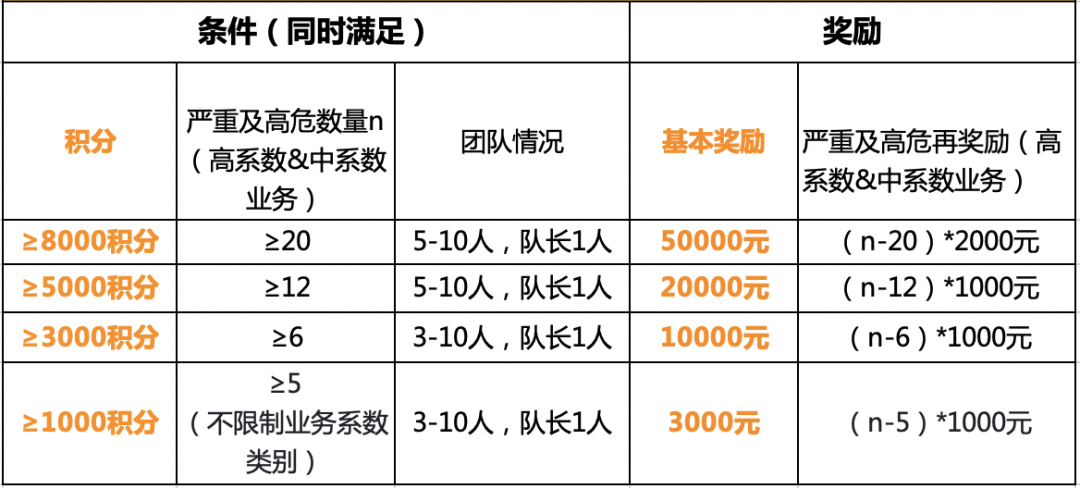 条件（同时满足）
奖励
积分
严重及高危数量n
（高系数&中系数
业务）
团队情况
基本奖励
严重及高危再奖励（高
系数&中系数业务）
≥8000积分
≥20
5-10人，队长1人
50000元
（n-20）*2000元
≥5000积分
≥12
5-10人，队长1人
20000元
（n-12）*1000元
≥3000积分
≥6
3-10人，队长1人
10000元
（n-6）*1000元
≥1000积分
≥5
（不限制业务系数
类别）
3-10人，队长1人
3000元
（n-5）*1000元